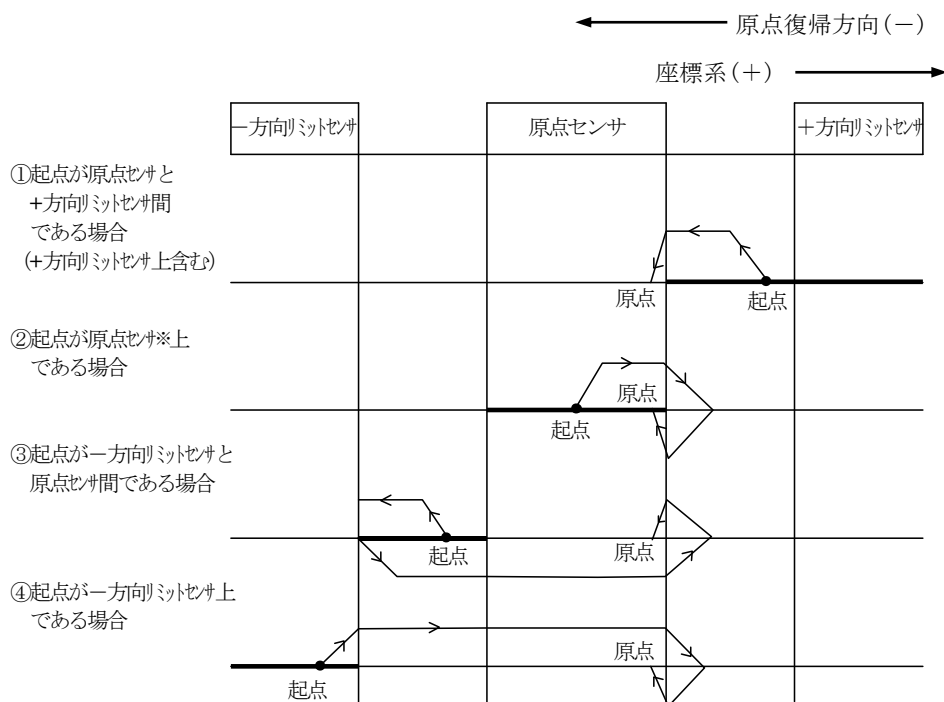 原点復帰方向(－)
座標系(＋)
－方向リミットセンサ
原点センサ
＋方向リミットセンサ
①起点が原点センサと
+方向リミットセンサ間
である場合
(+方向リミットセンサ上含む)
原点
起点
②起点が原点センサ※上
である場合
原点
起点
③起点が－方向リミットセンサと
原点センサ間である場合
起点
原点
④起点が－方向リミットセンサ上
である場合
原点
起点